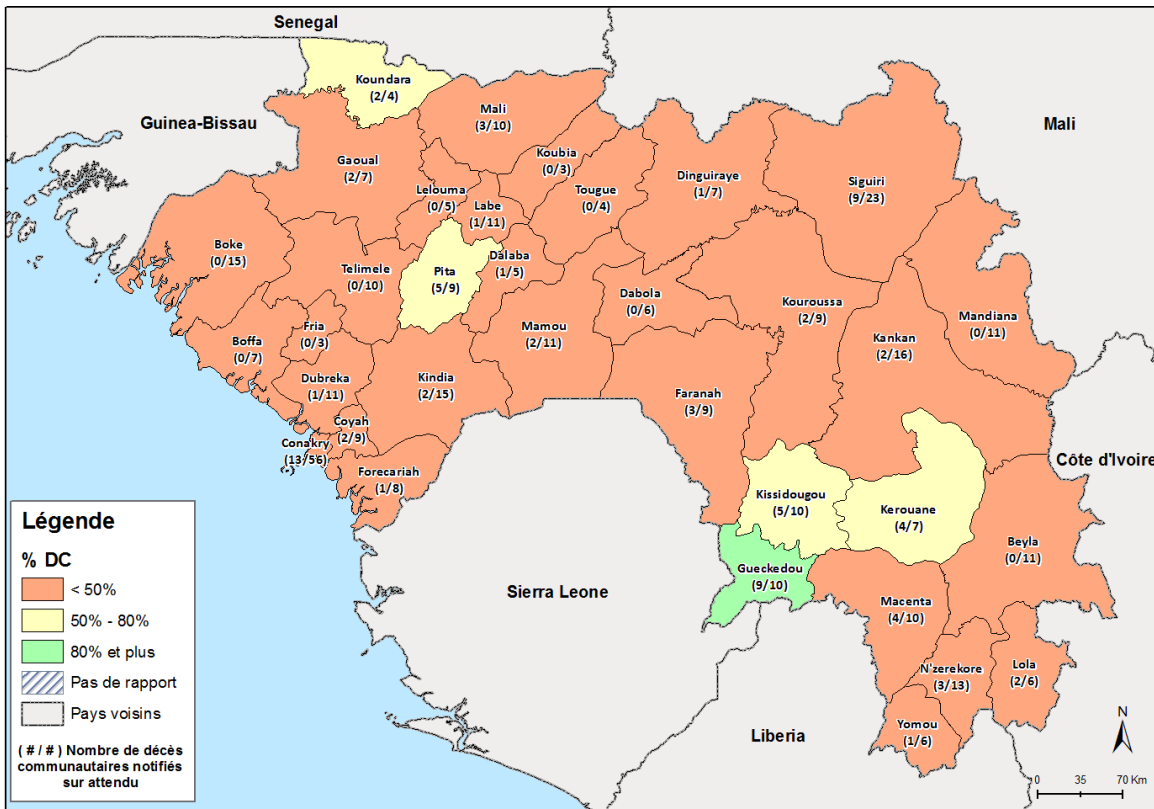 Senegal
Koundara
(2/4)
Mali
(3/10)
Guinea-Bissau
Mali
Koubia
(0/3)
Gaoual
(2/7)
Dinguiraye
(1/7)
Siguiri
(9/23)
Lelouma
(0/5)
Tougue
(0/4)
Labe
(1/11)
Boke
(0/15)
Telimele
(0/10)
Pita
(5/9)
Dalaba
(1/5)
Dabola
(0/6)
Kouroussa
(2/9)
Mandiana
(0/11)
Fria
(0/3)
Boffa
(0/7)
Mamou
(2/11)
Kankan
(2/16)
Dubreka
(1/11)
Kindia
(2/15)
Faranah
(3/9)
Coyah
(2/9)
Conakry
(13/56)
Forecariah
(1/8)
Côte d'Ivoire
Kissidougou
(5/10)
Kerouane
(4/7)
Beyla
(0/11)
Gueckedou
(9/10)
Sierra Leone
Macenta
(4/10)
N'zerekore
(3/13)
Lola
(2/6)
Yomou
(1/6)
Liberia
Légende
% DC
< 50%
50% - 80%
80% et plus
Pas de rapport
Pays voisins
( # / # ) Nombre de décès
communautaires notifiés
sur attendu
N
0 35 70 Km